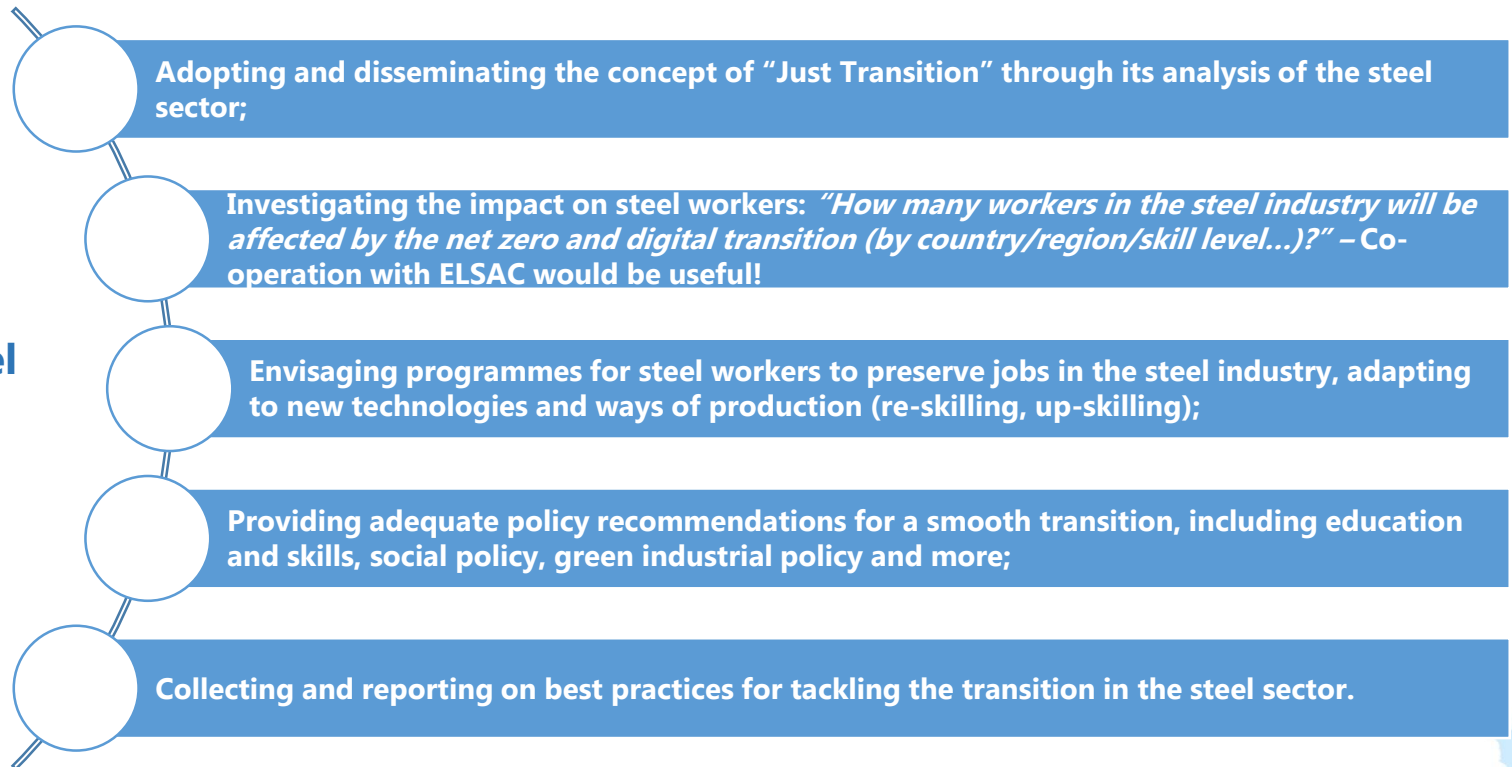 Adopting and disseminating the concept of “Just Transition” through its analysis of the steel
sector;
Investigating the impact on steel workers: “How many workers in the steel industry will be
affected by the net zero and digital transition (by country/region/skill level...)?” – Co-
operation with ELSAC would be useful!
el
Envisaging programmes for steel workers to preserve jobs in the steel industry, adapting
to new technologies and ways of production (re-skilling, up-skilling);
Providing adequate policy recommendations for a smooth transition, including education
and skills, social policy, green industrial policy and more;
Collecting and reporting on best practices for tackling the transition in the steel sector.